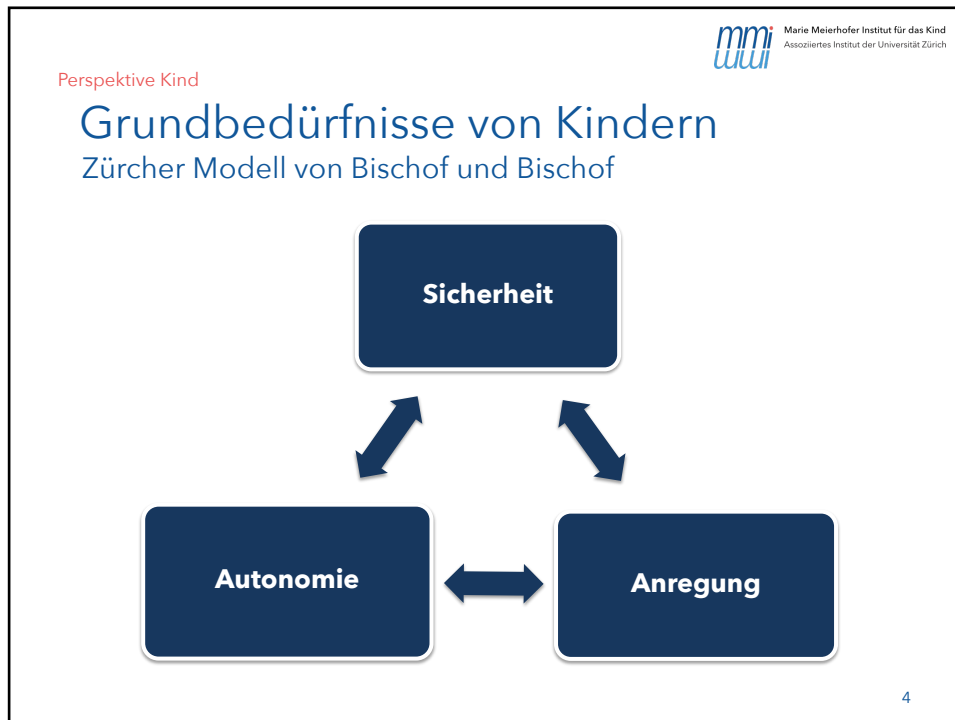 mmi
Marie Meierhofer Institut für das Kind
Assoziiertes Institut der Universität Zürich
Perspektive Kind
Grundbedürfnisse von Kindern
Zürcher Modell von Bischof und Bischof
Sicherheit
Autonomie
Anregung
4